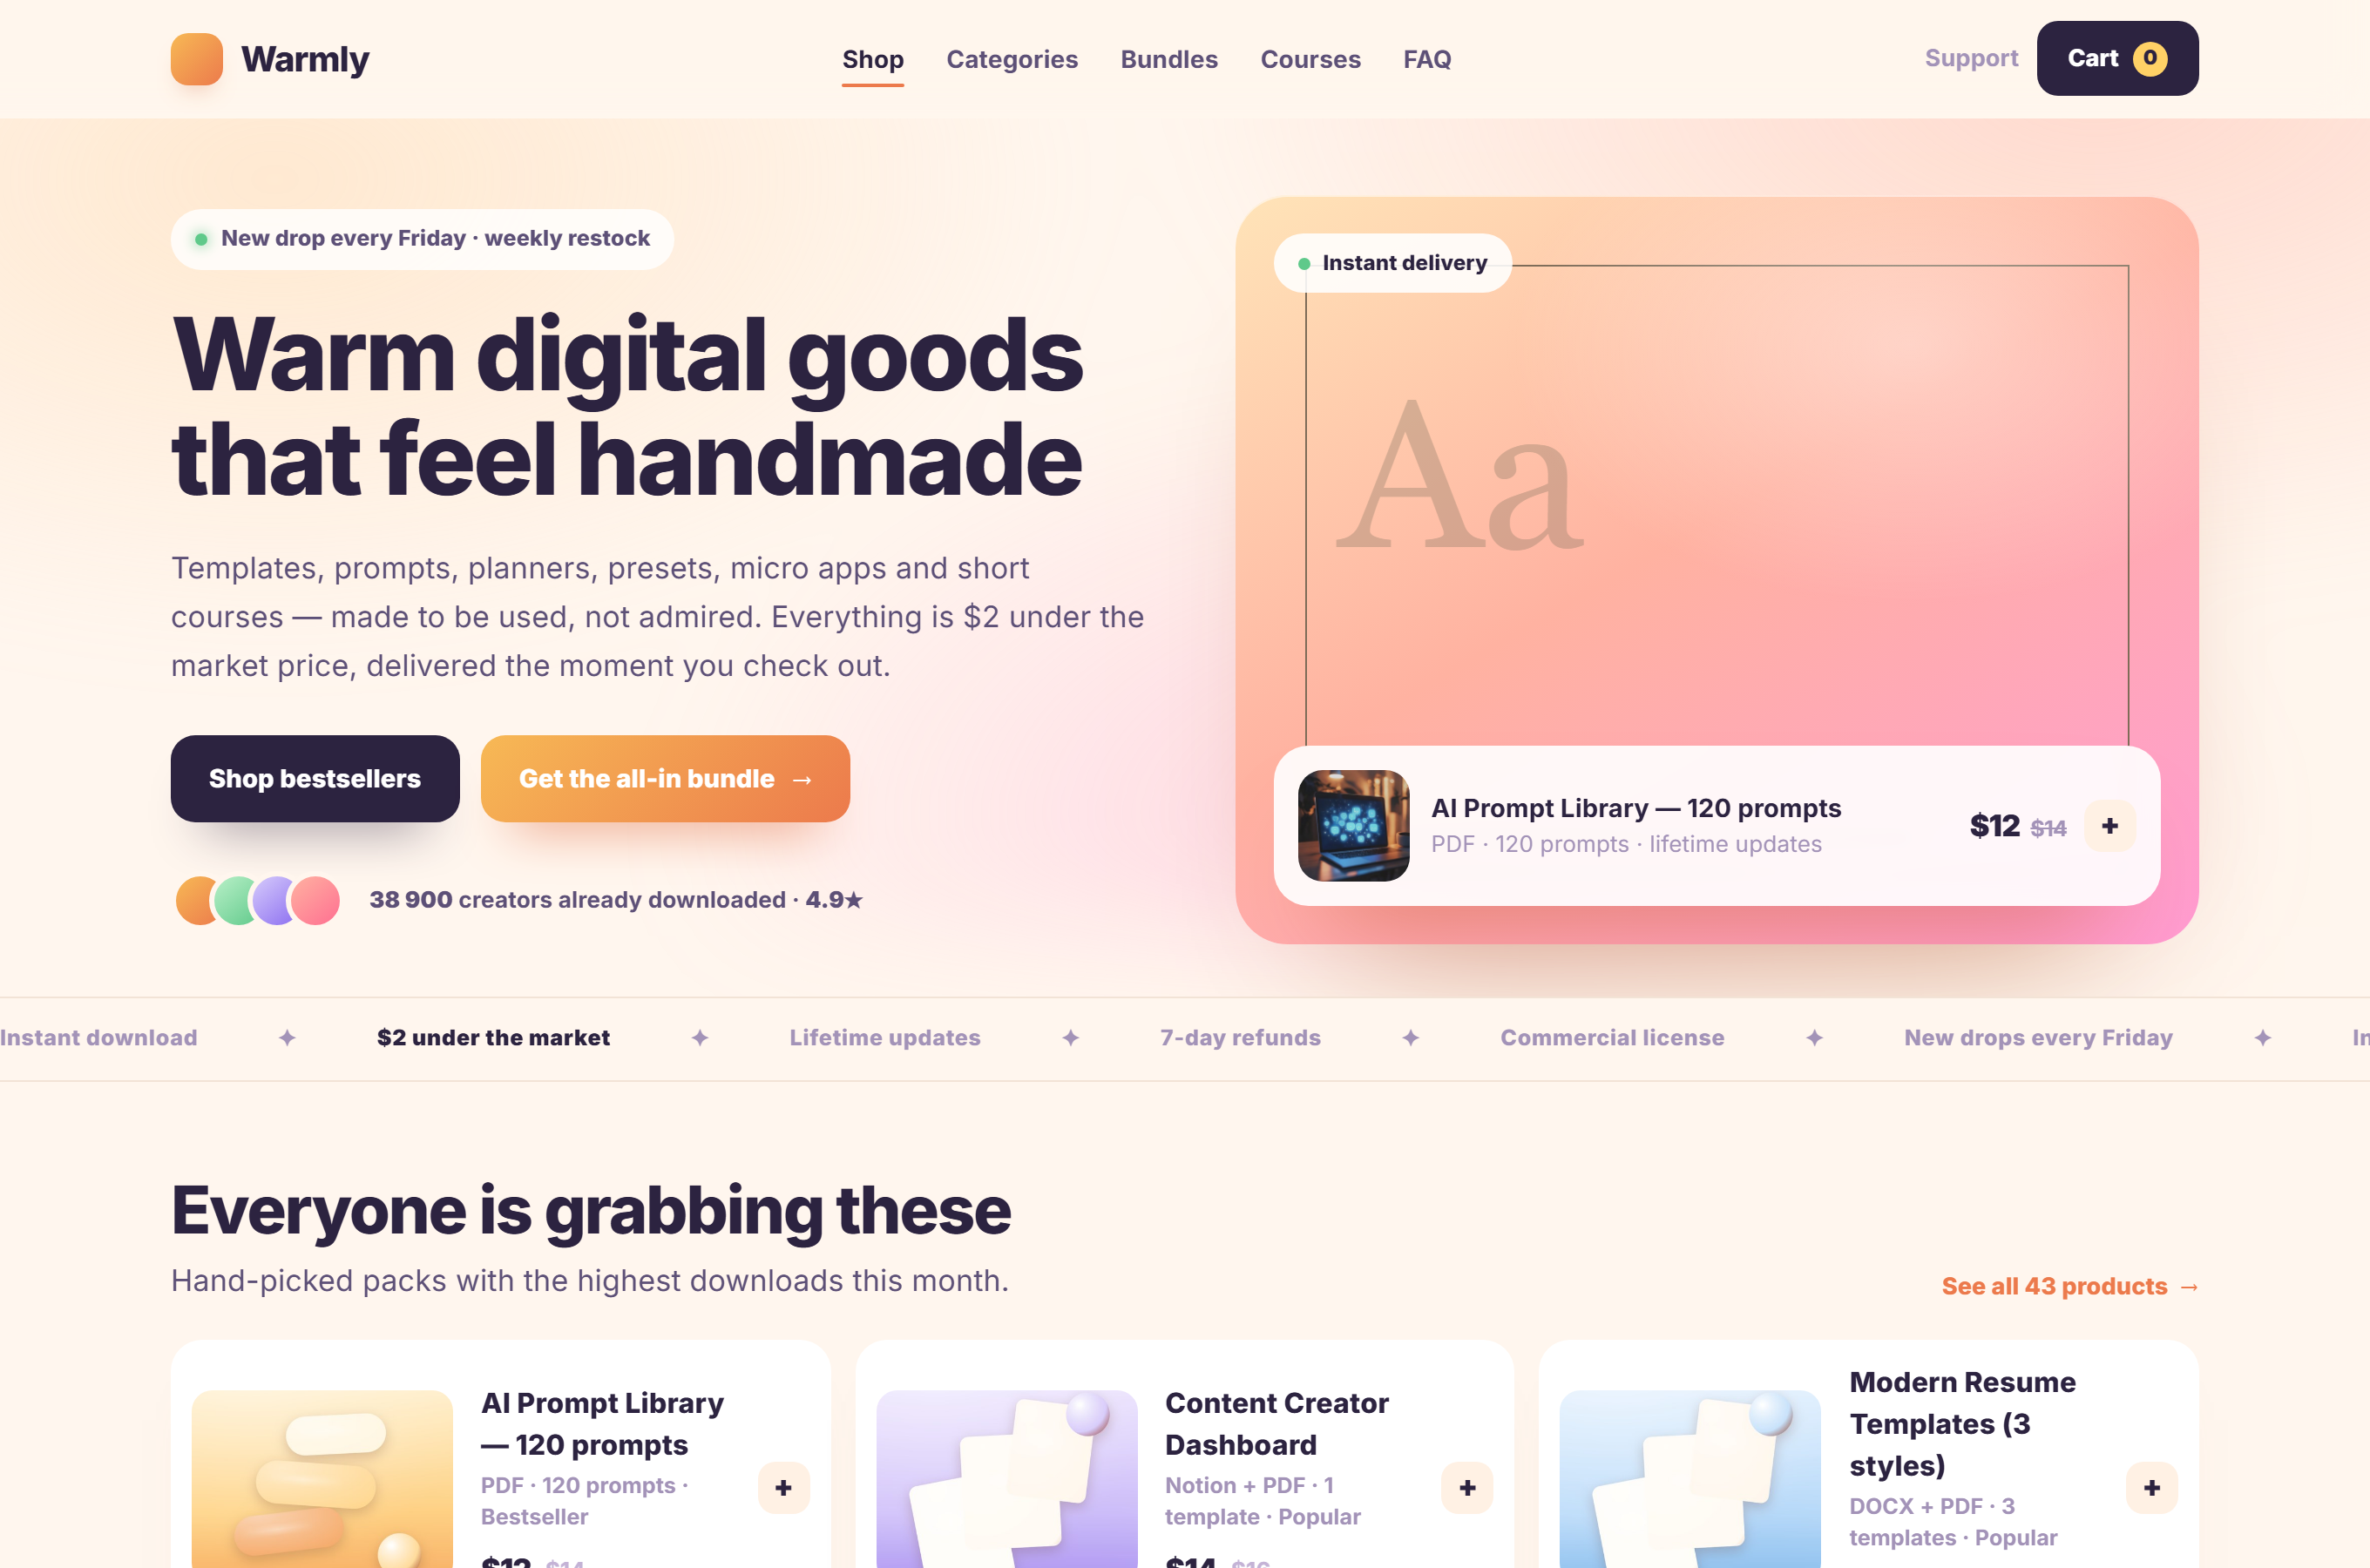 Warmly
Shop
Categories
Bundles
Courses
FAQ
Support
Cart 0
New drop every Friday · weekly restock
Warm digital goods
that feel handmade
Templates, prompts, planners, presets, micro apps and short
courses — made to be used, not admired. Everything is $2 under the
market price, delivered the moment you check out.
Shop bestsellers
Get the all-in bundle →
38 900 creators already downloaded · 4.9★
Instant delivery
Aa
AI Prompt Library — 120 prompts
PDF · 120 prompts · lifetime updates
$12 $14
+
Instant download ✦ $2 under the market ✦ Lifetime updates ✦ 7-day refunds ✦ Commercial license ✦ New drops every Friday ✦ In
Everyone is grabbing these
Hand-picked packs with the highest downloads this month.
See all 43 products →
AI Prompt Library
— 120 prompts
PDF · 120 prompts ·
Bestseller
$12 $14
+
Content Creator
Dashboard
Notion + PDF · 1
template · Popular
$14 $16
+
Modern Resume
Templates (3
styles)
DOCX + PDF · 3
templates · Popular
+